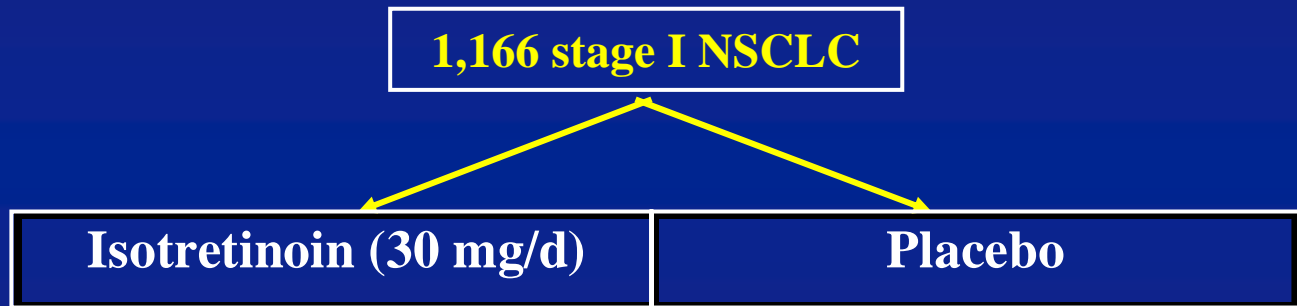 1,166 stage I NSCLC
Isotretinoin (30 mg/d)
Placebo